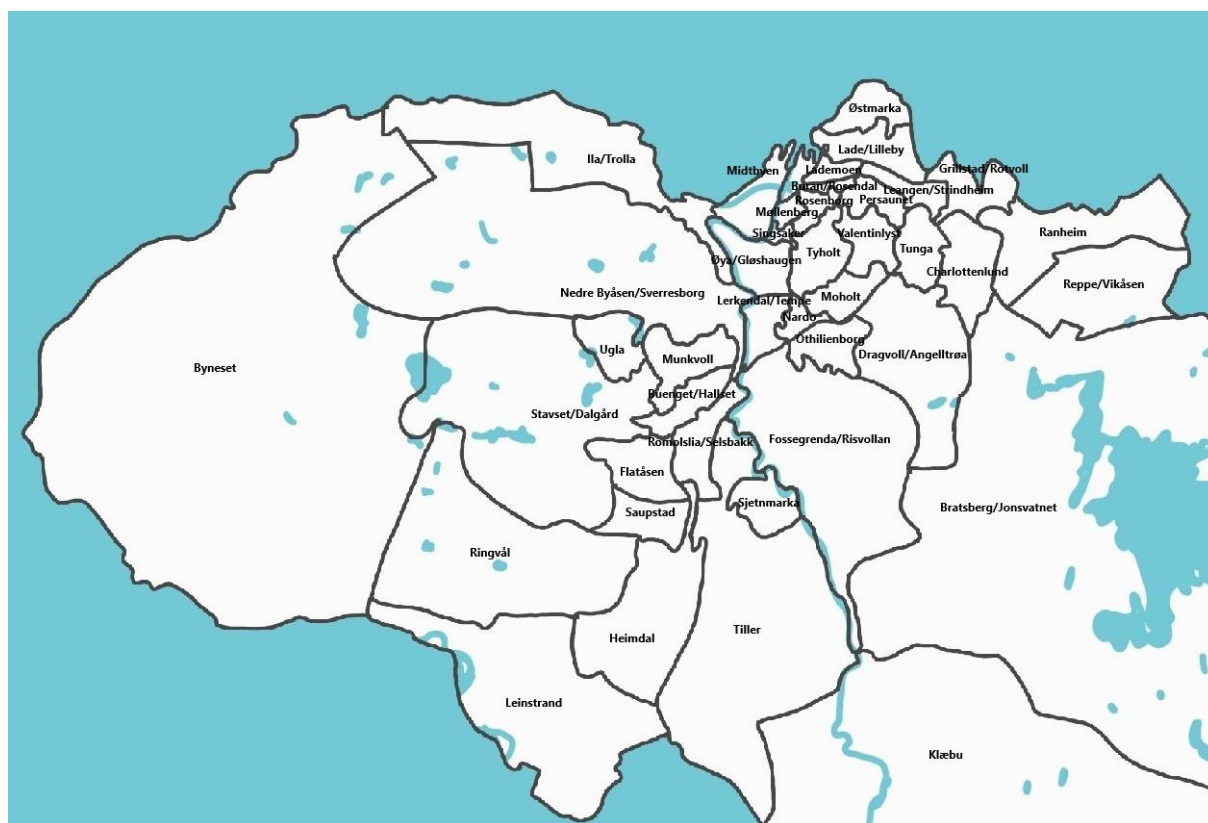 Østmarka
Lade/Lilleby
Ila/Trolla
Midtbyen
Lademoen
Grillstad/Rotvoll
Buran/Rosendal
Leangen/Strindheim
Rosenborg
Persaunet
Møllenberg
Singsaker
Valentinlyst
Ranheim
Tyholt
Tunga
Øya/Gløshaugen
Charlottenlund
Reppe/Vikåsen
Nedre Byåsen/Sverresborg
Lerkendal/Tempe
Moholt
Nardo
Othilienborg
Ugla
Munkvoll
Dragvoll/Angelltrøa
Byneset
Buenget/Hallset
Stavset/Dalgård
Romolslia/Selsbakk
Fossegrenda/Risvollan
Flatåsen
Sjetnmarka
Bratsberg/Jonsvatnet
Saupstad
Ringvål
Heimdal
Tiller
Leinstrand
Klæbu